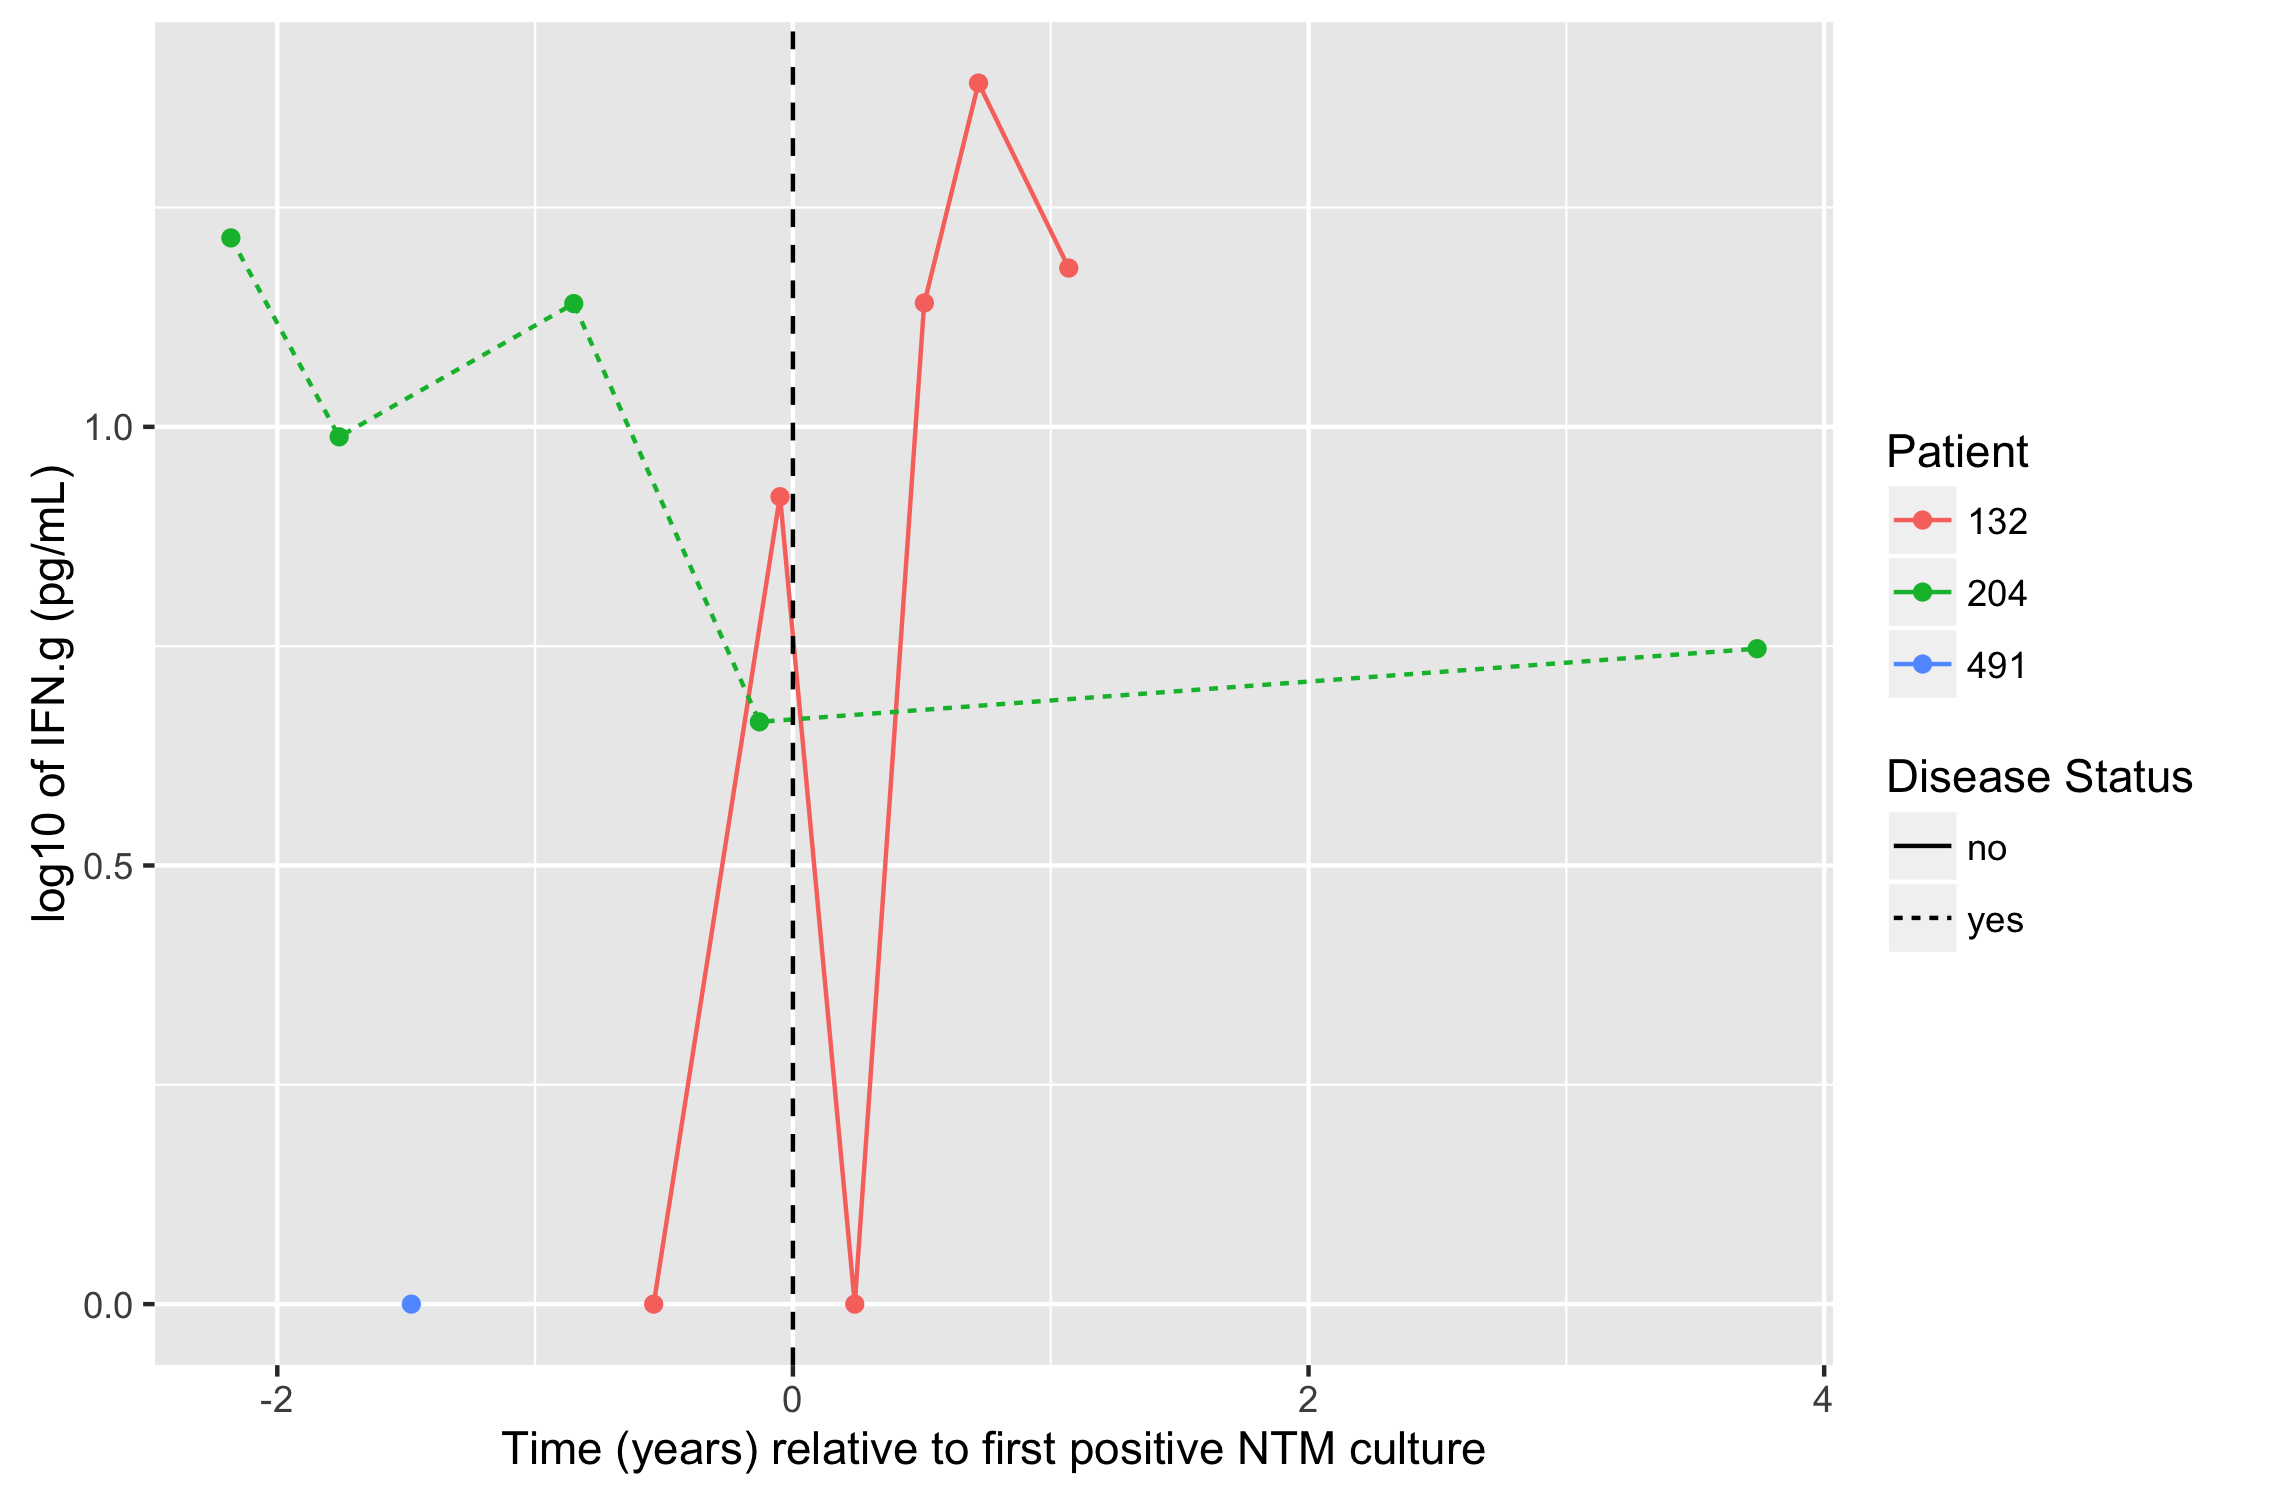 log10 of IFN.g (pg/mL)
1.0
0.5
0.0
-2 0 2 4
Time (years) relative to first positive NTM culture
Patient
132
204
491
Disease Status
no
yes